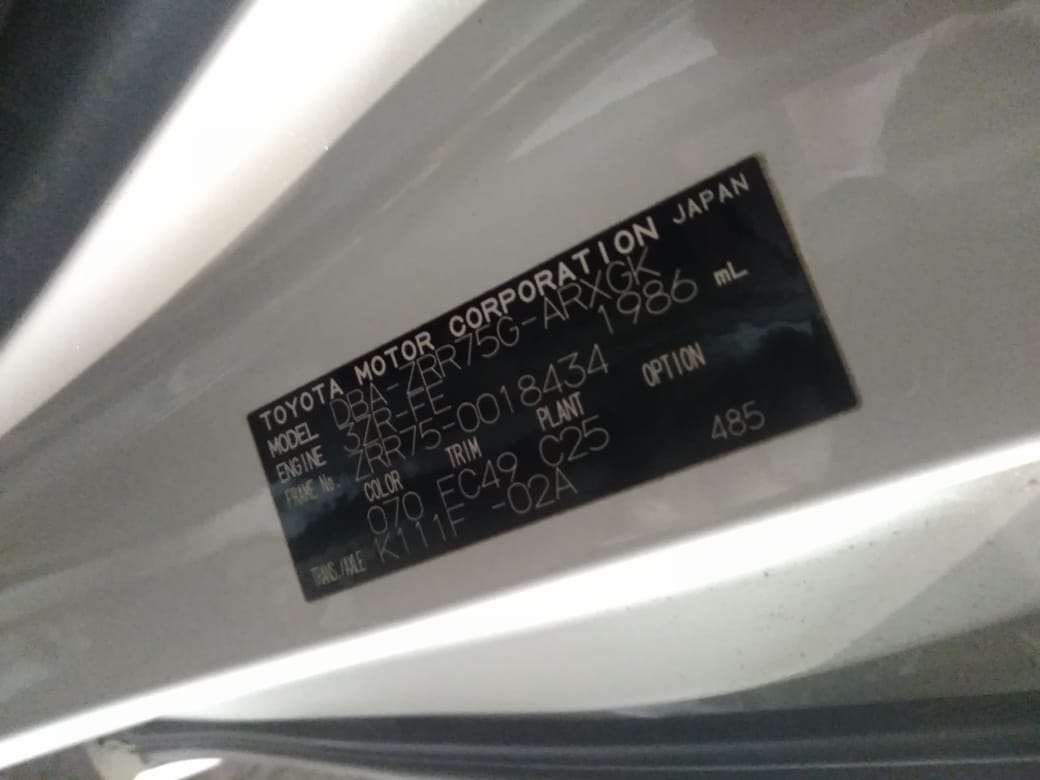 TOYOTA MOTOR CORPORATION JAPAN
MODEL DBA-ZRR75G-ARXGK
ENGINE 3ZR-FE 1986 mL
FRAME No. ZRR75-0018434
COLOR TRIM PLANT OPTION
070 FC49 C25 485
TRANS./AXLE K111F -02A